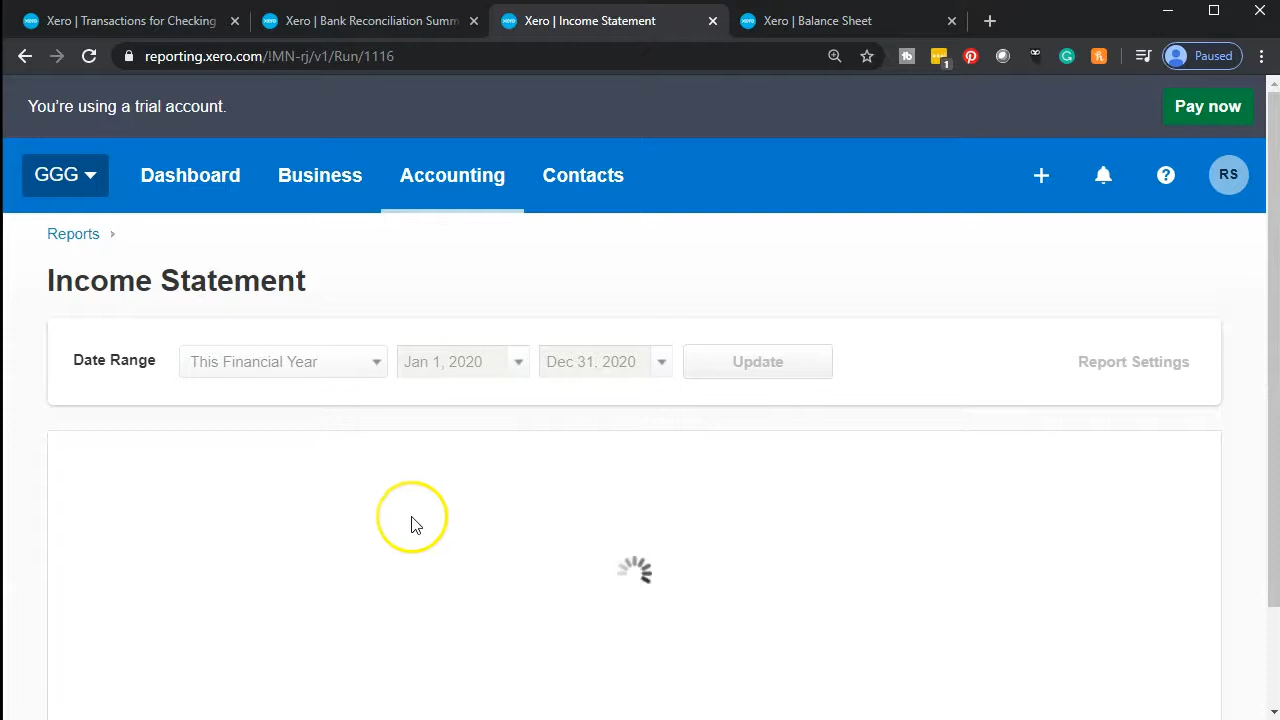 Xero | Transactions for Checking
Xero | Bank Reconciliation Summ
Xero | Income Statement
Xero | Balance Sheet
reporting.xero.com/!MN-rj/v1/Run/1116
1
Paused
You're using a trial account.
Pay now
GGG
Dashboard
Business
Accounting
Contacts
RS
Reports
Income Statement
Date Range
This Financial Year
Jan 1, 2020
Dec 31, 2020
Update
Report Settings